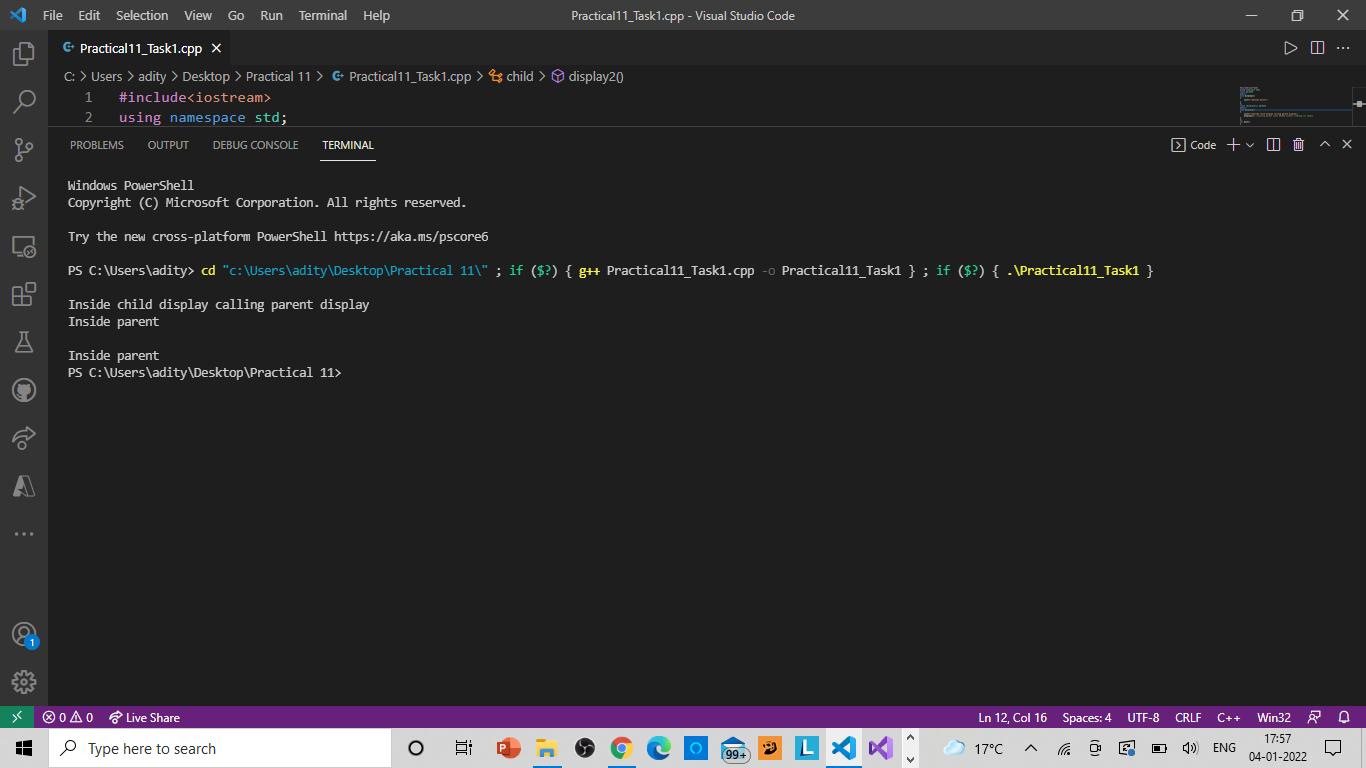 File Edit Selection View Go Run Terminal Help Practical11_Task1.cpp - Visual Studio Code
Practical11_Task1.cpp
C: > Users > adity > Desktop > Practical 11 > Practical11_Task1.cpp > child > display2()
1 #include<iostream>
2 using namespace std;
PROBLEMS OUTPUT DEBUG CONSOLE TERMINAL Code
Windows PowerShell
Copyright (C) Microsoft Corporation. All rights reserved.
Try the new cross-platform PowerShell https://aka.ms/pscore6
PS C:\Users\adity> cd "c:\Users\adity\Desktop\Practical 11\" ; if ($?) { g++ Practical11_Task1.cpp -o Practical11_Task1 } ; if ($?) { .\Practical11_Task1 }
Inside child display calling parent display
Inside parent
Inside parent
PS C:\Users\adity\Desktop\Practical 11>
1
0 0 Live Share Ln 12, Col 16 Spaces: 4 UTF-8 CRLF C++ Win32
Type here to search 99+ 17°C ENG 17:57
04-01-2022